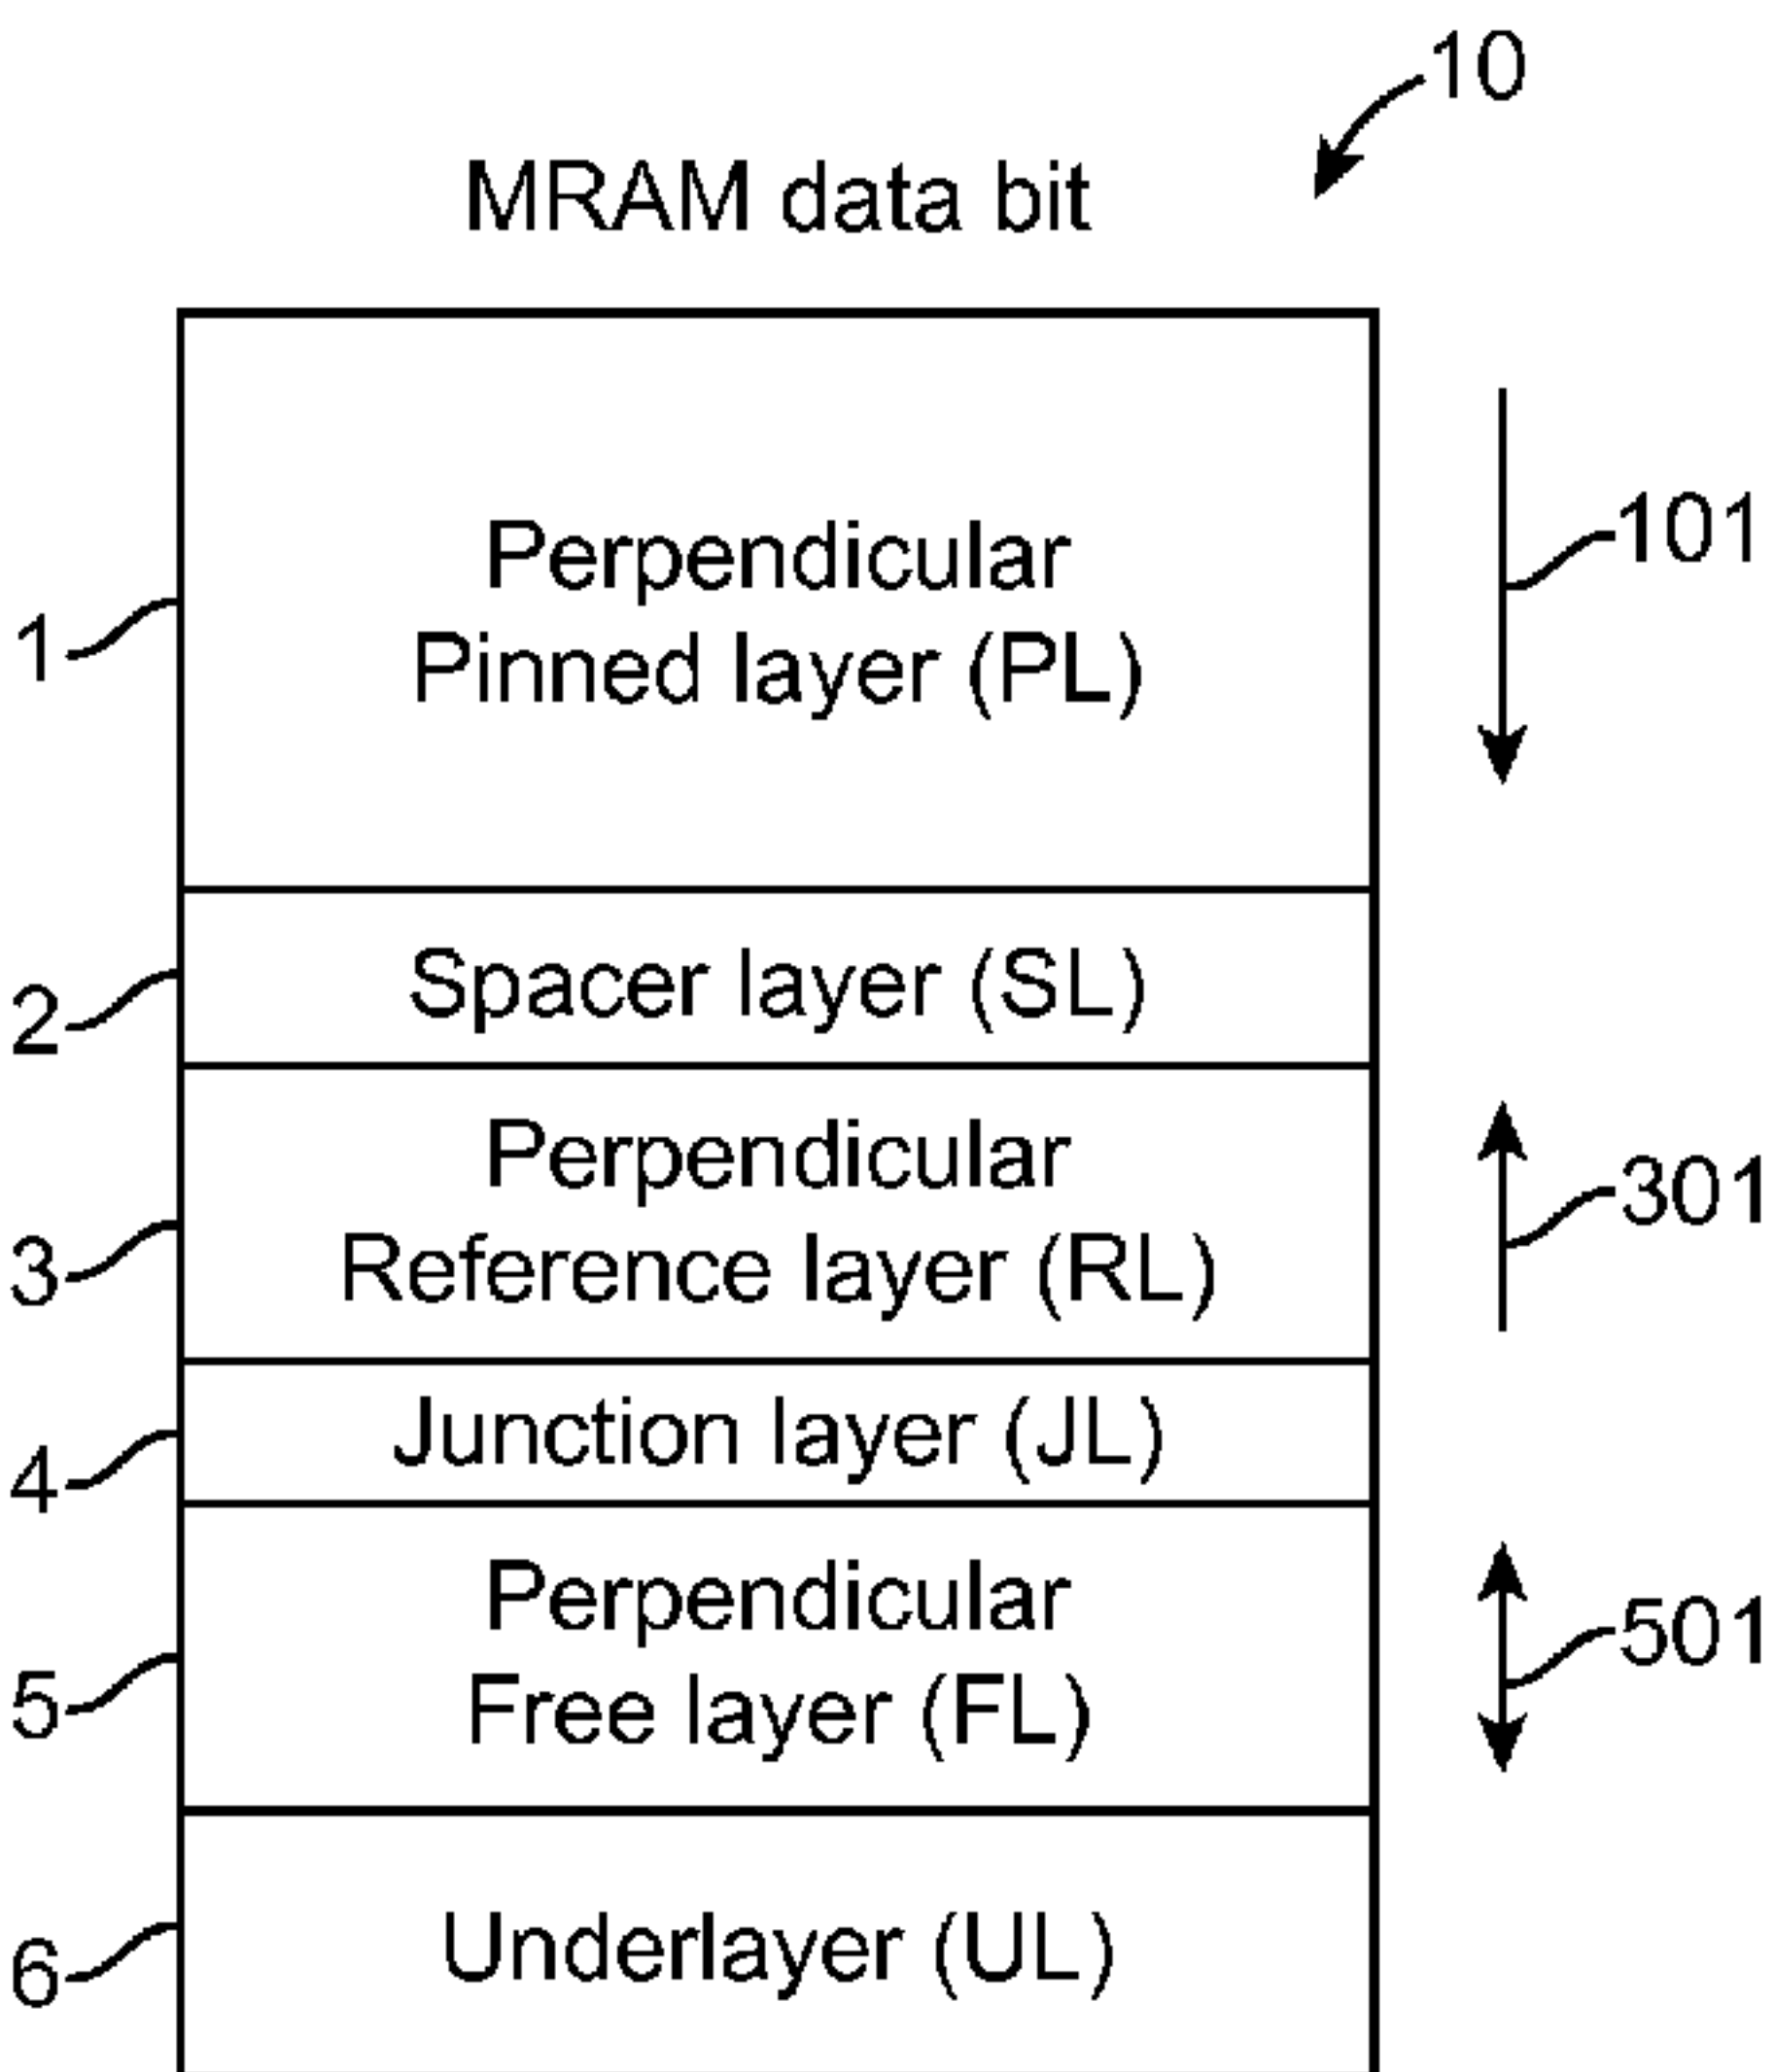 10
MRAM data bit
Perpendicular
Pinned layer (PL)
1
101
Spacer layer (SL)
2
Perpendicular
Reference layer (RL)
3
301
Junction layer (JL)
4
Perpendicular
Free layer (FL)
5
501
Underlayer (UL)
6